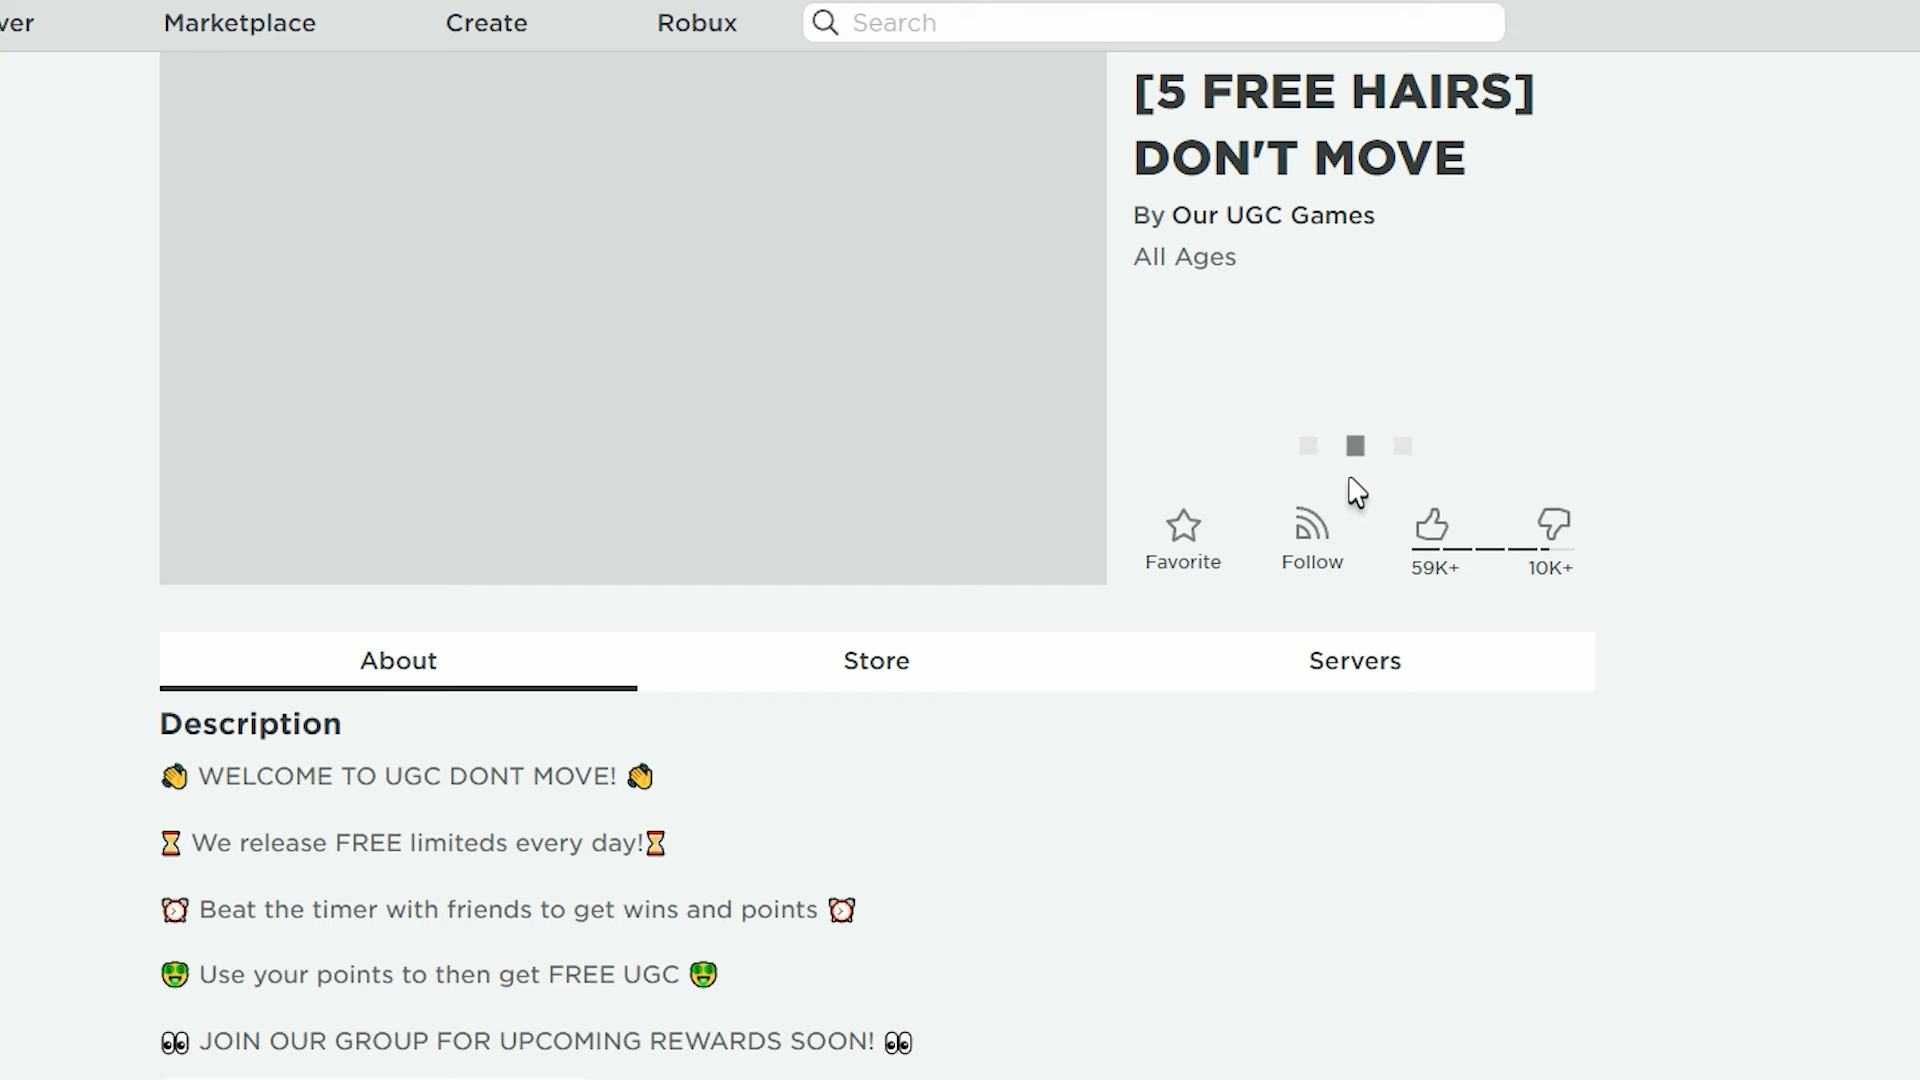 ver Marketplace Create Robux Search
[5 FREE HAIRS]
DON'T MOVE
By Our UGC Games
All Ages
Favorite Follow 59K+ 10K+
About Store Servers
Description
👋 WELCOME TO UGC DONT MOVE! 👋
⏳ We release FREE limiteds every day!⏳
⏰ Beat the timer with friends to get wins and points ⏰
🤑 Use your points to then get FREE UGC 🤑
👀 JOIN OUR GROUP FOR UPCOMING REWARDS SOON! 👀